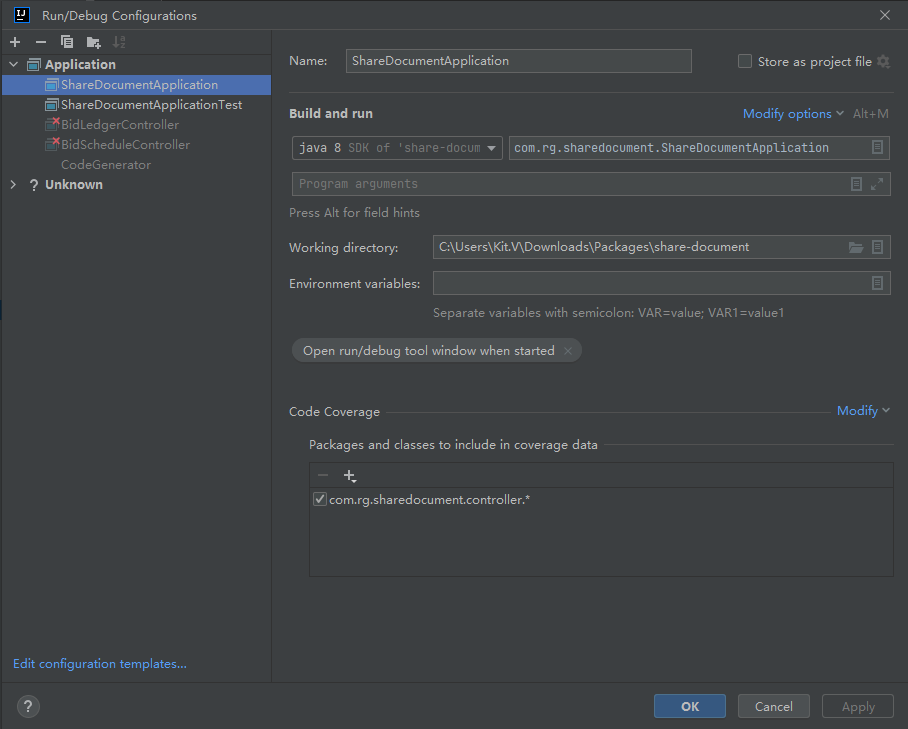 Run/Debug Configurations
Application
ShareDocumentApplication
ShareDocumentApplicationTest
BidLedgerController
BidScheduleController
CodeGenerator
? Unknown
Edit configuration templates...
Name: ShareDocumentApplication
Store as project file
Build and run
Modify options Alt+M
java 8 SDK of 'share-docum
com.rg.sharedocument.ShareDocumentApplication
Program arguments
Press Alt for field hints
Working directory: C:\Users\Kit.V\Downloads\Packages\share-document
Environment variables:
Separate variables with semicolon: VAR=value; VAR1=value1
Open run/debug tool window when started
Code Coverage
Modify
Packages and classes to include in coverage data
com.rg.sharedocument.controller.*
?
OK
Cancel
Apply